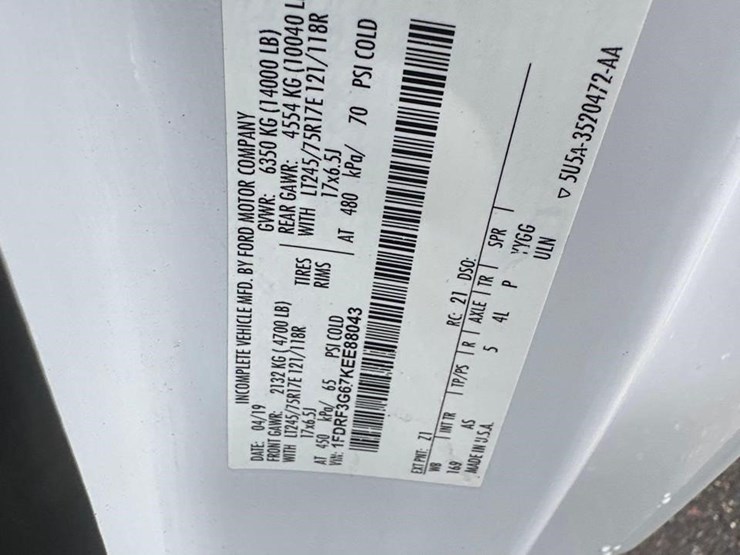 INCOMPLETE VEHICLE MFD. BY FORD MOTOR COMPANY
DATE: 04/19 GVWR: 6350 KG (14000 LB)
FRONT GAWR: 2132 KG (4700 LB) REAR GAWR: 4554 KG (10040 L
WITH LT245/75R17E 121/118R TIRES WITH LT245/75R17E 121/118R
17x6.5J RIMS 17x6.5J
AT 450 kPa/ 65 PSI COLD AT 480 kPa/ 70 PSI COLD
VIN: 1FDRF3G67KEE88043
EXT PNT: Z1 RC: 21 DSO:
WB INT TR TP/PS R AXLE TR SPR
169 AS 5 4L P YYGG
MADE IN U.S.A. ULN
▽ 5U5A-3520472-AA